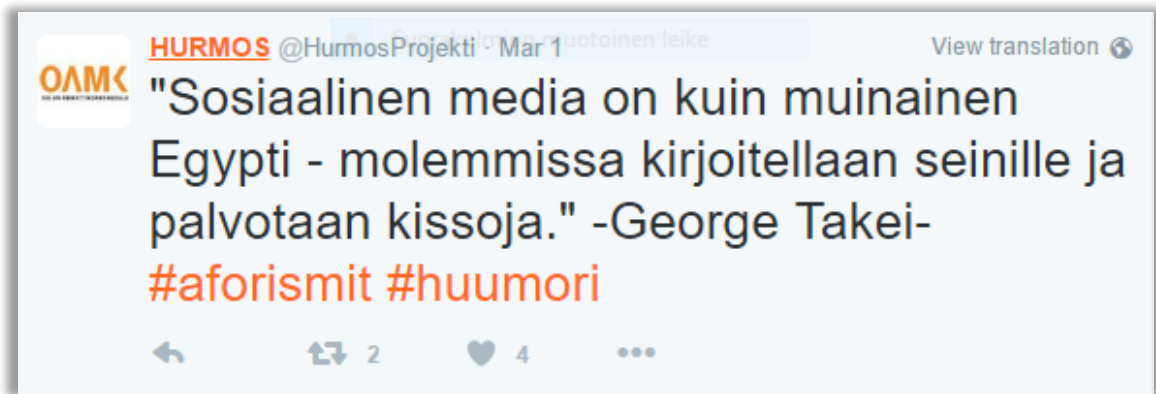 OAMK
HURMOS @HurmosProjekti · Mar 1
View translation
"Sosiaalinen media on kuin muinainen
Egypti - molemmissa kirjoitellaan seinille ja
palvotaan kissoja." -George Takei-
#aforismit #huumori
2 4